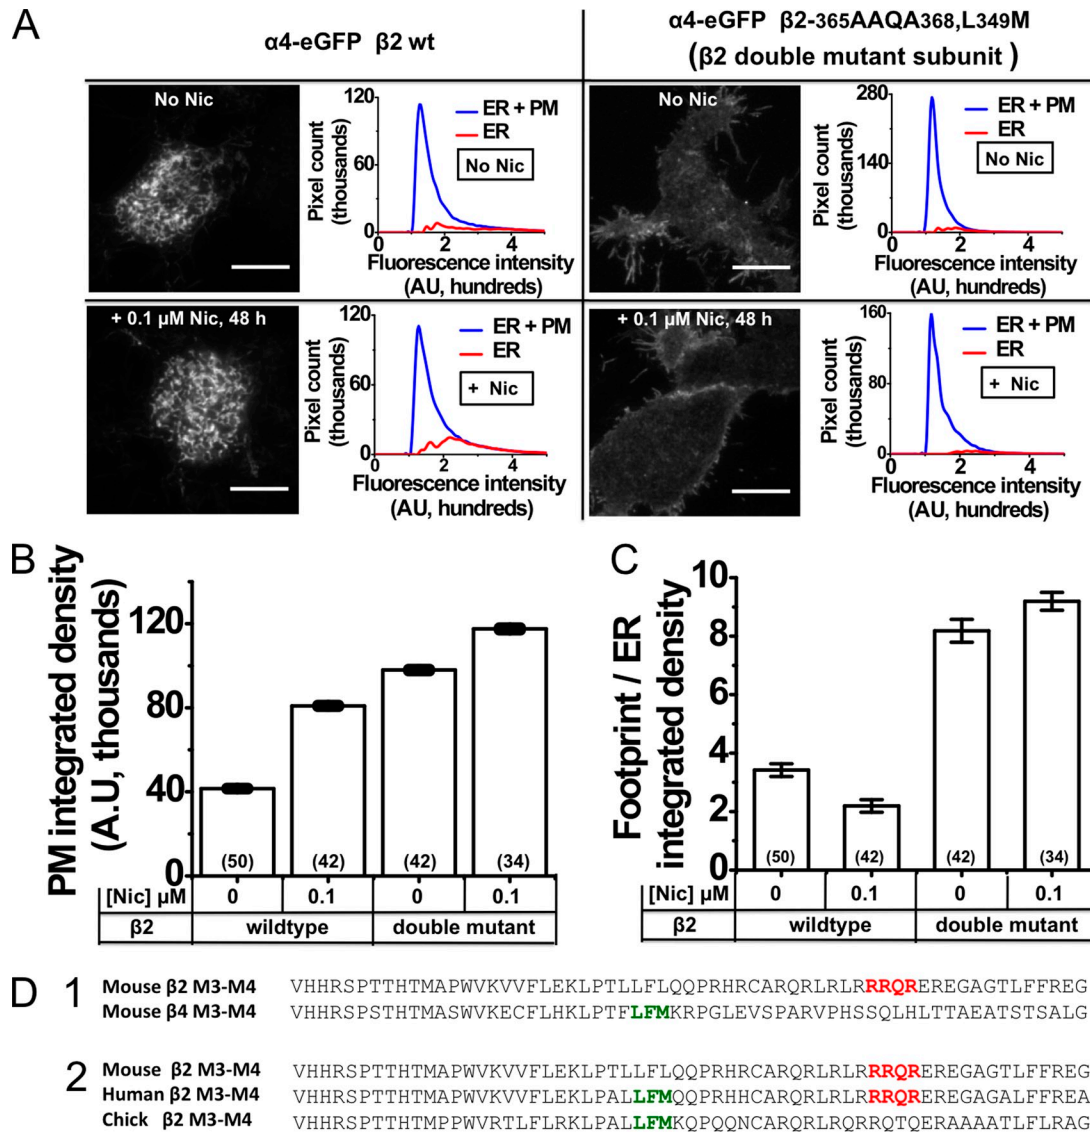 A
α4-eGFP β2 wt
α4-eGFP β2-365AAQA368,L349M
(β2 double mutant subunit )
No Nic
120
60
0
Pixel count
(thousands)
ER + PM
ER
No Nic
0 2 4
Fluorescence intensity
(AU, hundreds)
No Nic
280
140
0
Pixel count
(thousands)
ER + PM
ER
No Nic
0 2 4
Fluorescence intensity
(AU, hundreds)
+ 0.1 µM Nic, 48 h
120
60
0
Pixel count
(thousands)
ER + PM
ER
+ Nic
0 2 4
Fluorescence intensity
(AU, hundreds)
+ 0.1 µM Nic, 48 h
160
80
0
Pixel count
(thousands)
ER + PM
ER
+ Nic
0 2 4
Fluorescence intensity
(AU, hundreds)
B
PM integrated density
(A.U, thousands)
120
80
40
0
(50) (42) (42) (34)
[Nic] µM 0 0.1 0 0.1
β2 wildtype double mutant
C
Footprint / ER
integrated density
10
8
6
4
2
0
(50) (42) (42) (34)
[Nic] µM 0 0.1 0 0.1
β2 wildtype double mutant
D 1 Mouse β2 M3-M4 VHHRSPTTHTMAPWVKVVFLEKLPTLLFLQQPRHRCARQRLRLRRRQREREGAGTLFFREG
Mouse β4 M3-M4 VHHRSPSTHTMASWVKECFLHKLPTFLFMKRPGLEVSPARVPHSSQLHLTTAEATSTSALG
2 Mouse β2 M3-M4 VHHRSPTTHTMAPWVKVVFLEKLPTLLFLQQPRHRCARQRLRLRRRQREREGAGTLFFREG
Human β2 M3-M4 VHHRSPTTHTMAPWVKVVFLEKLPALLFMQQPRHHCARQRLRLRRRQREREGAGTLFFREA
Chick β2 M3-M4 VHHRSPTTHTMPPWVRTLFLRKLPALLFMKQPQQNCARQRLRQRRQTQERAAAATLFLRAG